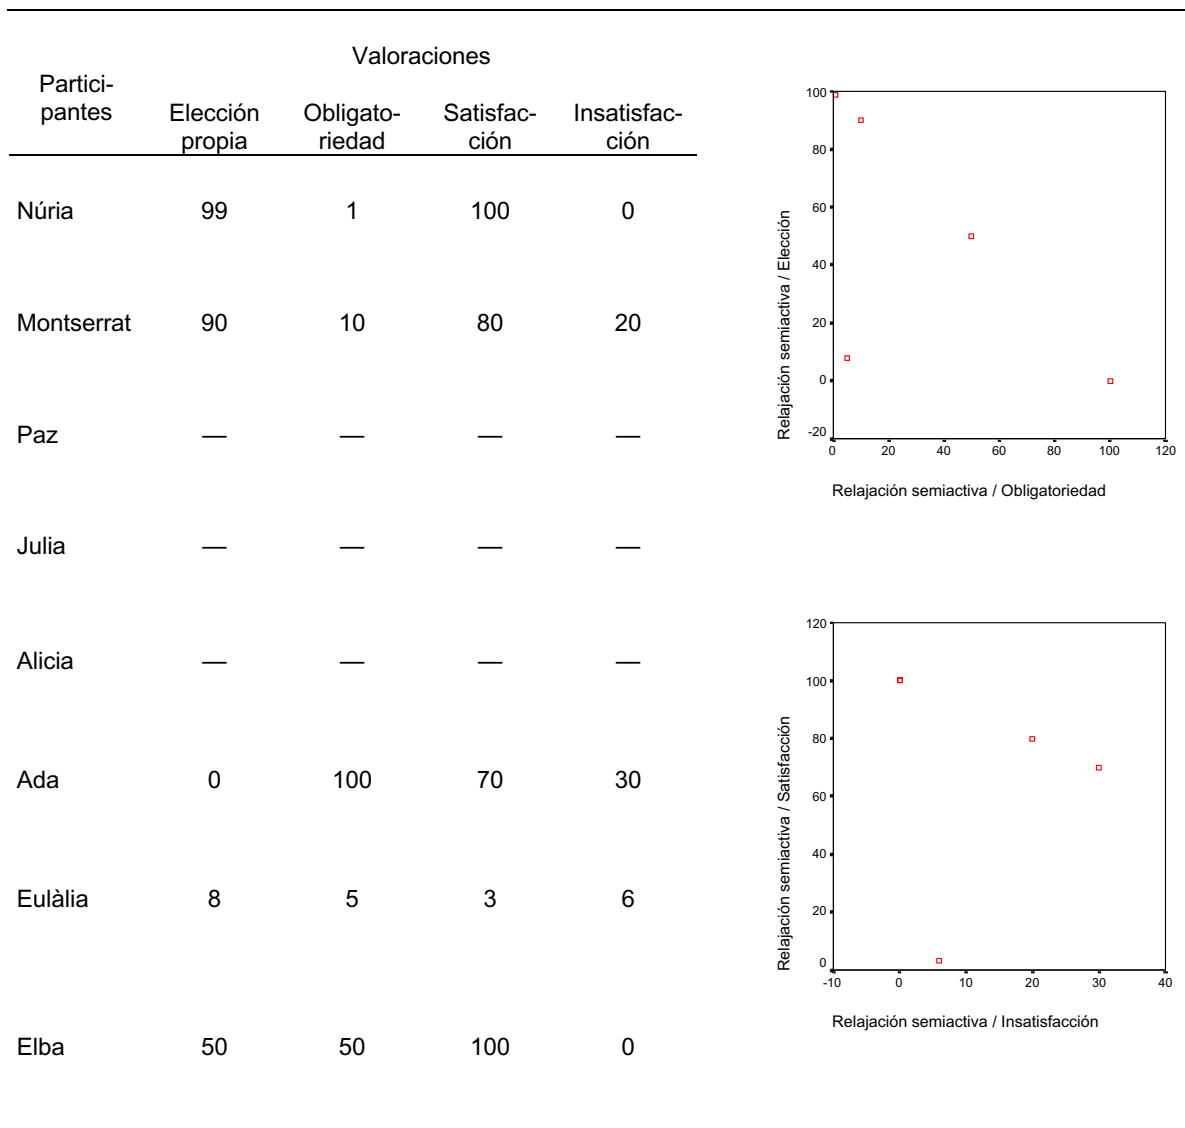 Valoraciones
Partici-
pantes
Elección
propia
Obligato-
riedad
Satisfac-
ción
Insatisfac-
ción
Núria 99 1 100 0
Montserrat 90 10 80 20
Paz — — — —
Julia — — — —
Alicia — — — —
Ada 0 100 70 30
Eulàlia 8 5 3 6
Elba 50 50 100 0
Relajación semiactiva / Elección
100
80
60
40
20
0
-20
0 20 40 60 80 100 120
Relajación semiactiva / Obligatoriedad
Relajación semiactiva / Satisfacción
120
100
80
60
40
20
0
-10 0 10 20 30 40
Relajación semiactiva / Insatisfacción